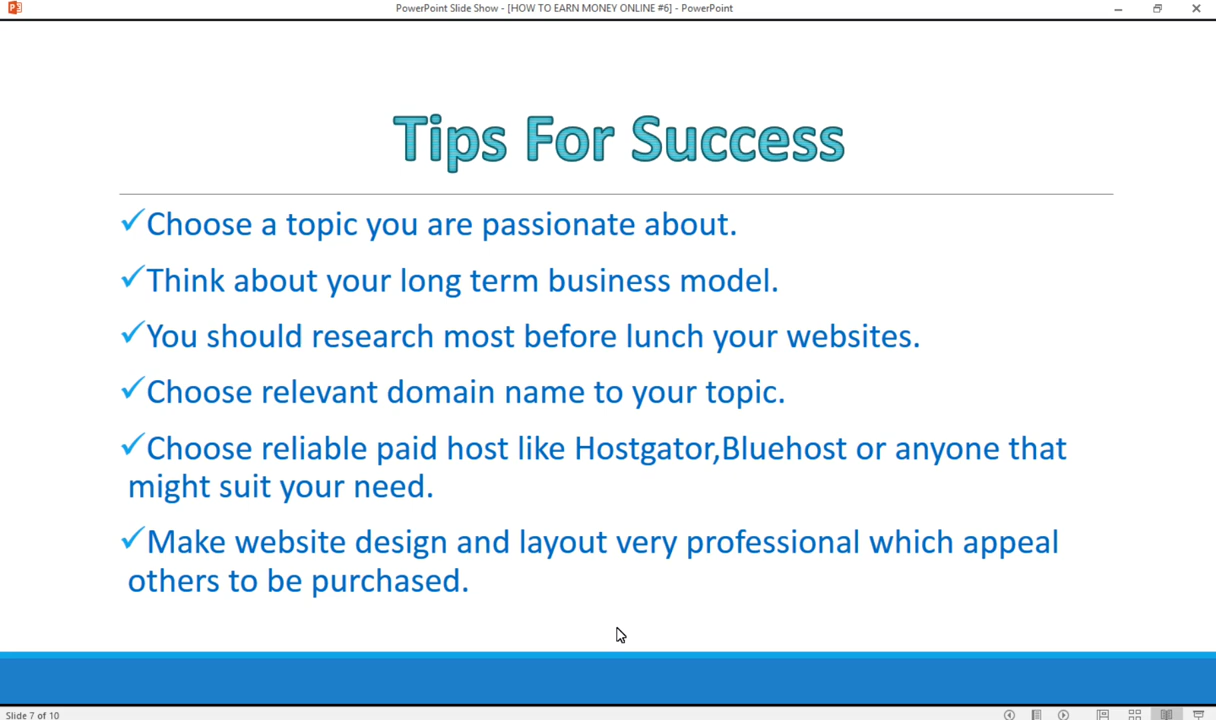 PowerPoint Slide Show - [HOW TO EARN MONEY ONLINE #6] - PowerPoint
Tips For Success
✓Choose a topic you are passionate about.
✓Think about your long term business model.
✓You should research most before lunch your websites.
✓Choose relevant domain name to your topic.
✓Choose reliable paid host like Hostgator,Bluehost or anyone that
might suit your need.
✓Make website design and layout very professional which appeal
others to be purchased.
Slide 7 of 10